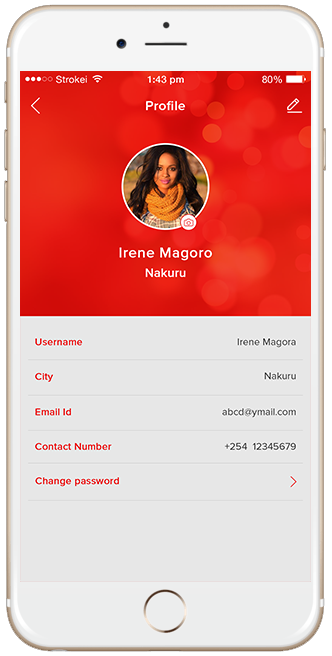 Strokei 1:43 pm 80%
Profile
Irene Magoro
Nakuru
Username Irene Magora
City Nakuru
Email Id abcd@ymail.com
Contact Number +254 12345679
Change password